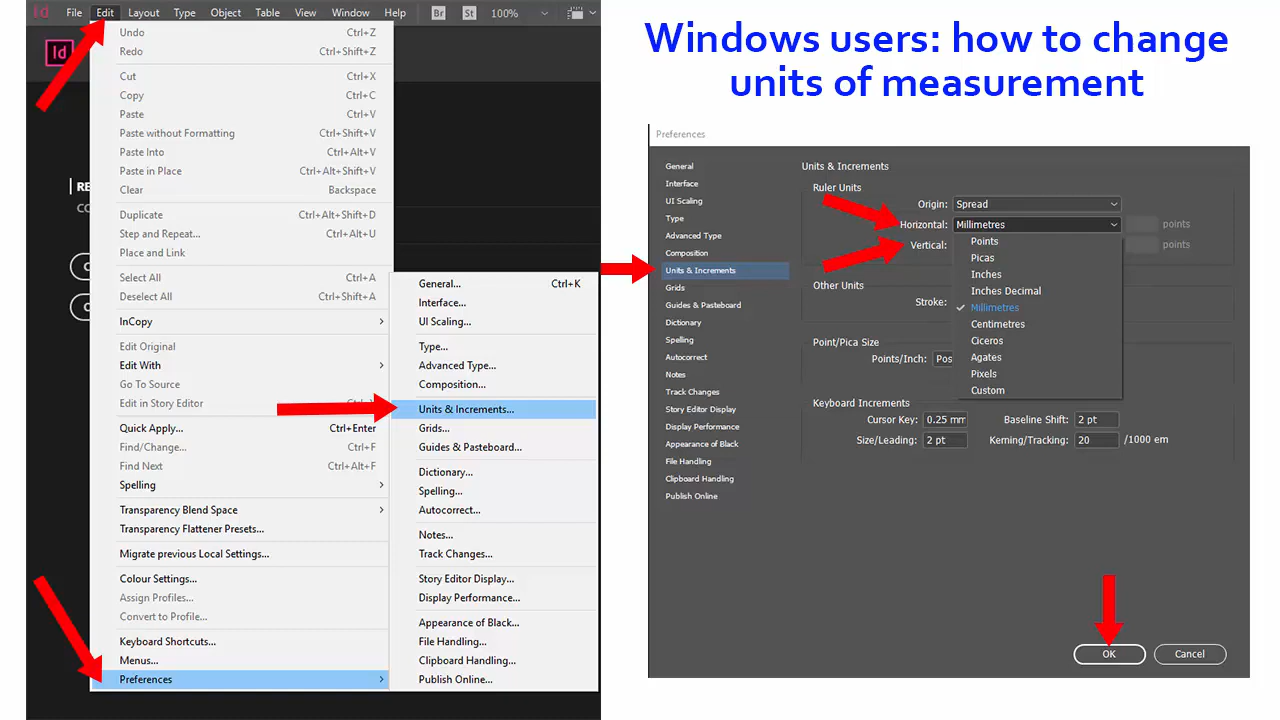 Id File Edit Layout Type Object Table View Window Help Br St 100%
Id
Undo Ctrl+Z
Redo Ctrl+Shift+Z
Cut Ctrl+X
Copy Ctrl+C
Paste Ctrl+V
Paste without Formatting Ctrl+Shift+V
Paste Into Ctrl+Alt+V
Paste in Place Ctrl+Alt+Shift+V
Clear Backspace
Duplicate Ctrl+Alt+Shift+D
Step and Repeat... Ctrl+Alt+U
Place and Link
Select All Ctrl+A
Deselect All Ctrl+Shift+A
InCopy
Edit Original
Edit With
Go To Source
Edit in Story Editor
Quick Apply... Ctrl+Enter
Find/Change... Ctrl+F
Find Next Ctrl+Alt+F
Spelling
Transparency Blend Space
Transparency Flattener Presets...
Migrate previous Local Settings...
Colour Settings...
Assign Profiles...
Convert to Profile...
Keyboard Shortcuts...
Menus...
Preferences
General... Ctrl+K
Interface...
UI Scaling...
Type...
Advanced Type...
Composition...
Units & Increments...
Grids...
Guides & Pasteboard...
Dictionary...
Spelling...
Autocorrect...
Notes...
Track Changes...
Story Editor Display...
Display Performance...
Appearance of Black...
File Handling...
Clipboard Handling...
Publish Online...
Windows users: how to change
units of measurement
Preferences
General
Interface
UI Scaling
Type
Advanced Type
Composition
Units & Increments
Grids
Guides & Pasteboard
Dictionary
Spelling
Autocorrect
Notes
Track Changes
Story Editor Display
Display Performance
Appearance of Black
File Handling
Clipboard Handling
Publish Online
Units & Increments
Ruler Units
Origin: Spread
Horizontal: Millimetres points
Vertical: points
Points
Picas
Inches
Inches Decimal
Millimetres
Centimetres
Ciceros
Agates
Pixels
Custom
Other Units
Stroke:
Point/Pica Size
Points/Inch: Pos
Keyboard Increments
Cursor Key: 0.25 mm Baseline Shift: 2 pt
Size/Leading: 2 pt Kerning/Tracking: 20 /1000 em
OK Cancel